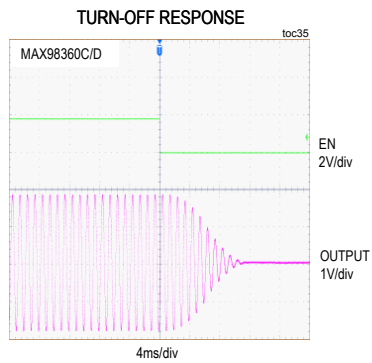 TURN-OFF RESPONSE
toc35
MAX98360C/D
EN
2V/div
OUTPUT
1V/div
4ms/div